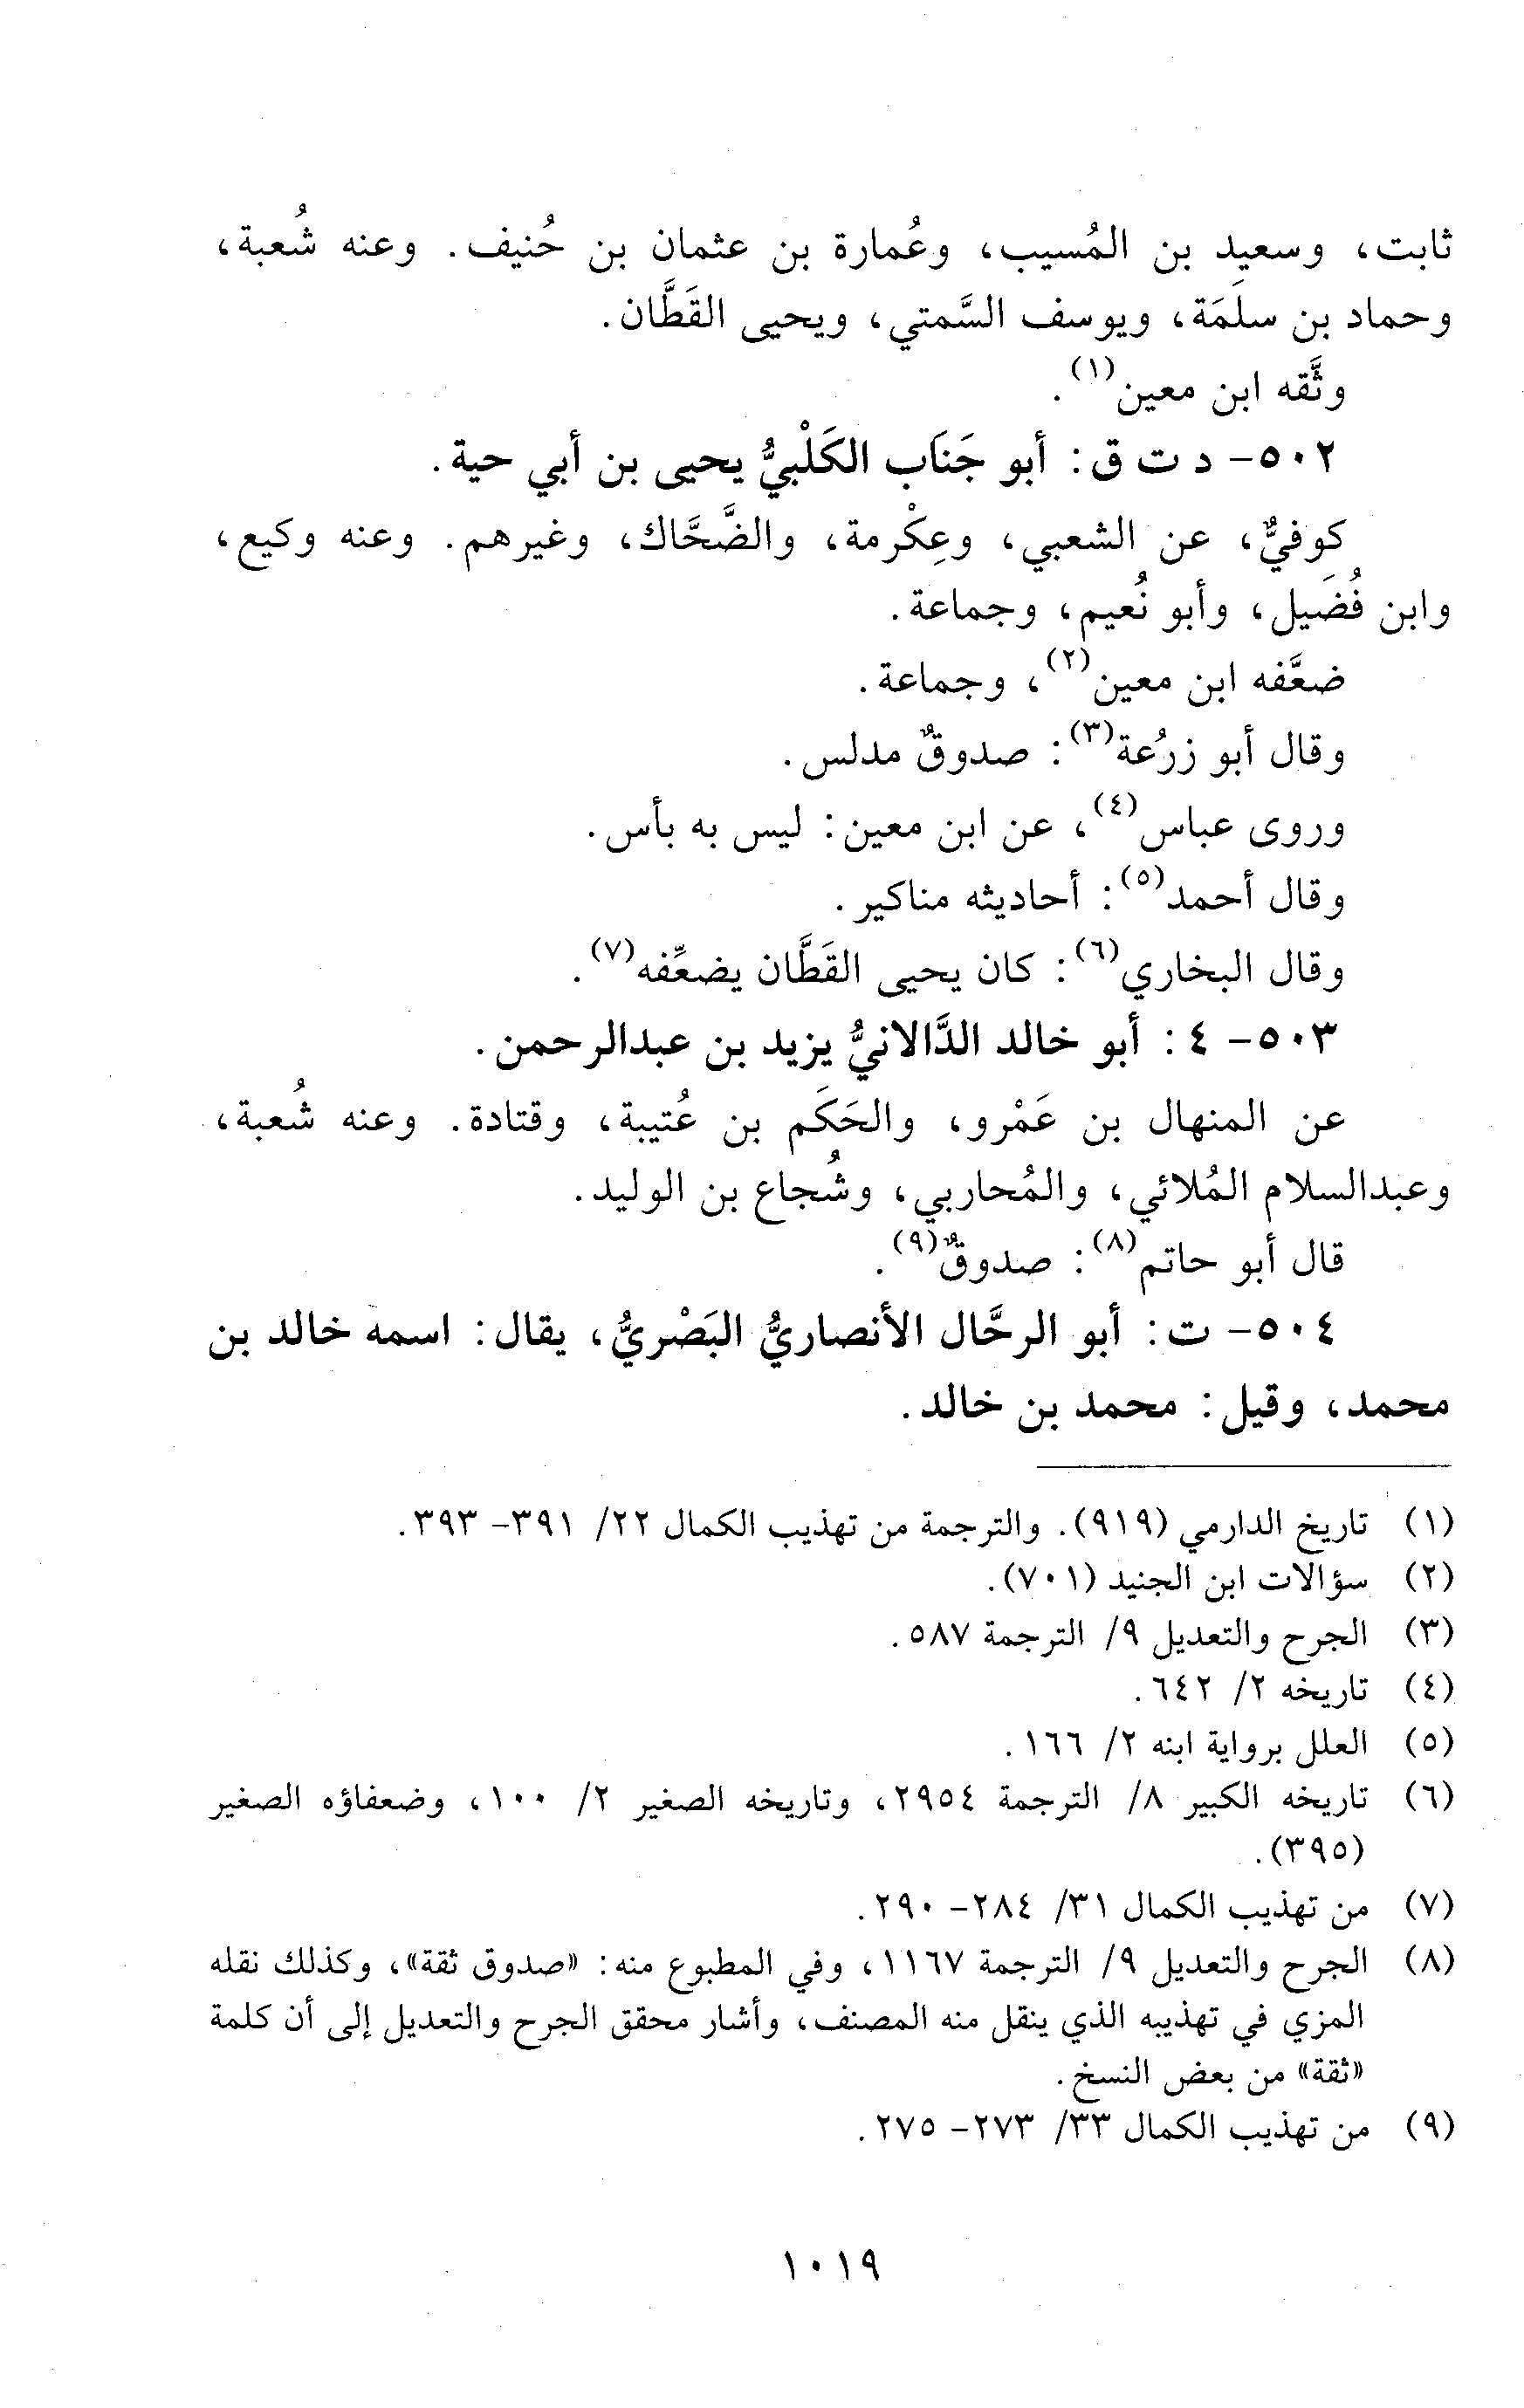 ثابت، وسعيد بن المُسيب، وعُمارة بن عثمان بن حُنيف. وعنه شُعبة،
وحماد بن سلَمَة، ويوسف السَّمتي، ويحيى القَطَّان.
وثَّقه ابن معين(١).
٥٠٢- د ت ق: أبو جَنَاب الكَلْبيُّ يحيى بن أبي حية.
كوفيٌّ، عن الشعبي، وعِكْرمة، والضَّحَّاك، وغيرهم. وعنه وكيع،
وابن فُضَيل، وأبو نُعيم، وجماعة.
ضعَّفه ابن معين(٢)، وجماعة.
وقال أبو زرُعة(٣): صدوقٌ مدلس.
وروى عباس(٤)، عن ابن معين: ليس به بأس.
وقال أحمد(٥): أحاديثه مناكير.
وقال البخاري(٦): كان يحيى القَطَّان يضعِّفه(٧).
٥٠٣- ٤: أبو خالد الدَّالانيُّ يزيد بن عبدالرحمن.
عن المنهال بن عَمْرو، والحَكَم بن عُتيبة، وقتادة. وعنه شُعبة،
وعبدالسلام المُلائي، والمُحاربي، وشُجاع بن الوليد.
قال أبو حاتم(٨): صدوقٌ(٩).
٥٠٤- ت: أبو الرحَّال الأنصاريُّ البَصْريُّ، يقال: اسمه خالد بن
محمد، وقيل: محمد بن خالد.
(١) تاريخ الدارمي (٩١٩). والترجمة من تهذيب الكمال ٢٢/ ٣٩١- ٣٩٣.
(٢) سؤالات ابن الجنيد (٧٠١).
(٣) الجرح والتعديل ٩/ الترجمة ٥٨٧.
(٤) تاريخه ٢/ ٦٤٢.
(٥) العلل برواية ابنه ٢/ ١٦٦.
(٦) تاريخه الكبير ٨/ الترجمة ٢٩٥٤، وتاريخه الصغير ٢/ ١٠٠، وضعفاؤه الصغير
(٣٩٥).
(٧) من تهذيب الكمال ٣١/ ٢٨٤- ٢٩٠.
(٨) الجرح والتعديل ٩/ الترجمة ١١٦٧، وفي المطبوع منه: «صدوق ثقة»، وكذلك نقله
المزي في تهذيبه الذي ينقل منه المصنف، وأشار محقق الجرح والتعديل إلى أن كلمة
«ثقة» من بعض النسخ.
(٩) من تهذيب الكمال ٣٣/ ٢٧٣- ٢٧٥.
١٠١٩